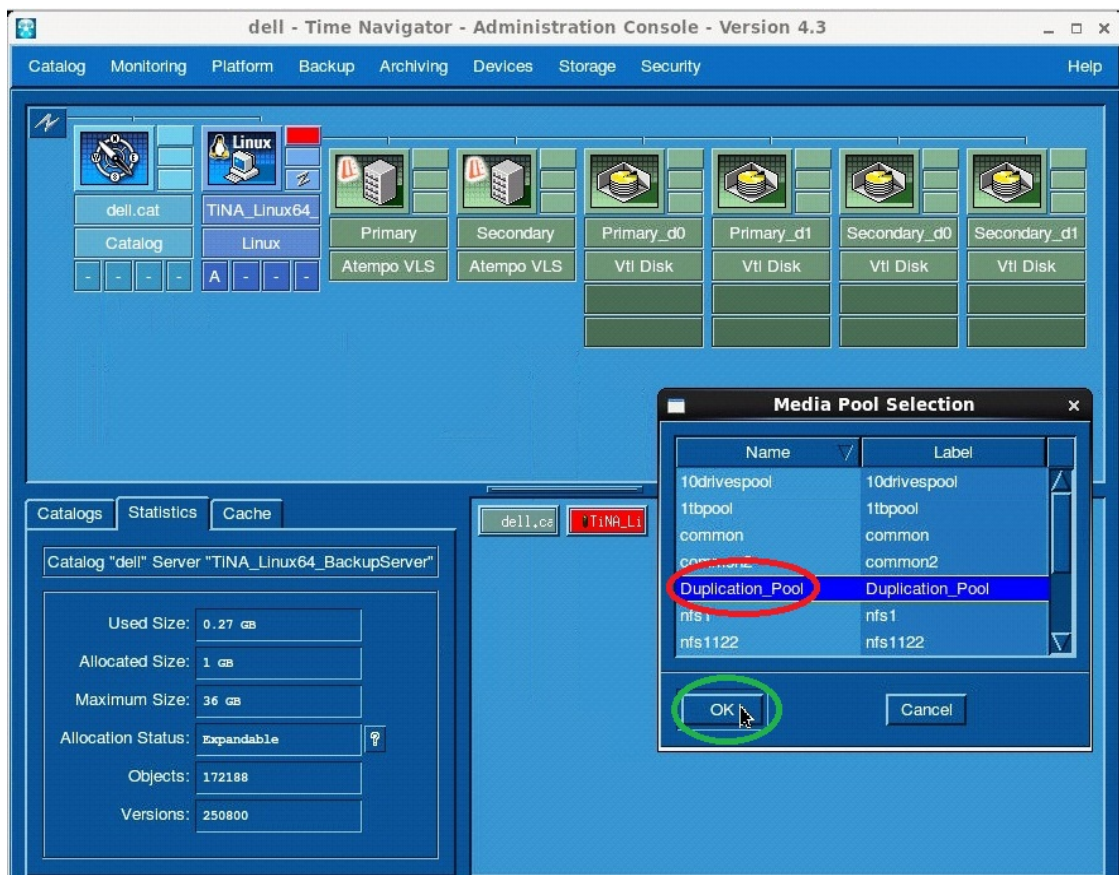 dell - Time Navigator - Administration Console - Version 4.3
Catalog Monitoring Platform Backup Archiving Devices Storage Security Help
Linux
dell.cat TiNA_Linux64_ Primary Secondary Primary_d0 Primary_d1 Secondary_d0 Secondary_d1
Catalog Linux Atempo VLS Atempo VLS Vtl Disk Vtl Disk Vtl Disk Vtl Disk
- - - - A - - -
Media Pool Selection
Name Label
10drivespool 10drivespool
1tbpool 1tbpool
common common
common2 common2
Duplication_Pool Duplication_Pool
nfs1 nfs1
nfs1122 nfs1122
OK Cancel
Catalogs Statistics Cache
dell.ca TiNA_Li
Catalog "dell" Server "TINA_Linux64_BackupServer"
Used Size: 0.27 GB
Allocated Size: 1 GB
Maximum Size: 36 GB
Allocation Status: Expandable ?
Objects: 172188
Versions: 250800